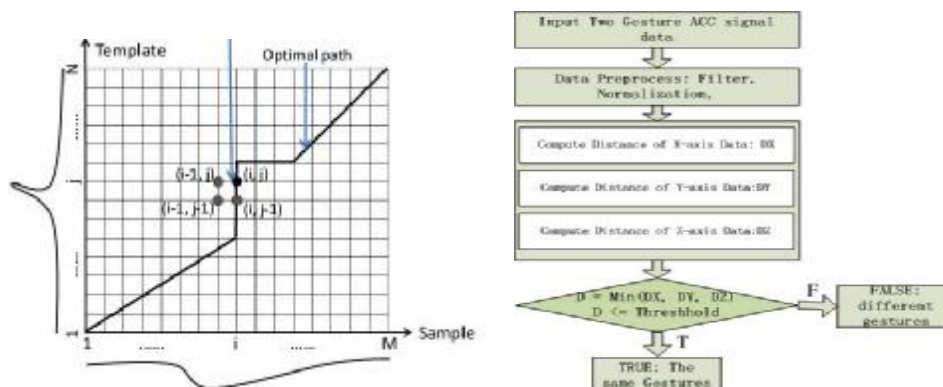 Template
Optimal path
N
......
j
......
1
(i-1, j)
(i, j)
(i-1, j-1)
(i, j-1)
Sample
1
......
i
......
M
Input Two Gesture ACC signal
data
Data Preprocess: Filter,
Normalization,
Compute Distance of X-axis Data: DX
Compute Distance of Y-axis Data:DY
Compute Distance of Z-axis Data:DZ
D = Min(DX, DY, DZ)
D <= Threshhold
F
FALSE:
different
gestures
T
TRUE: The
same Gestures